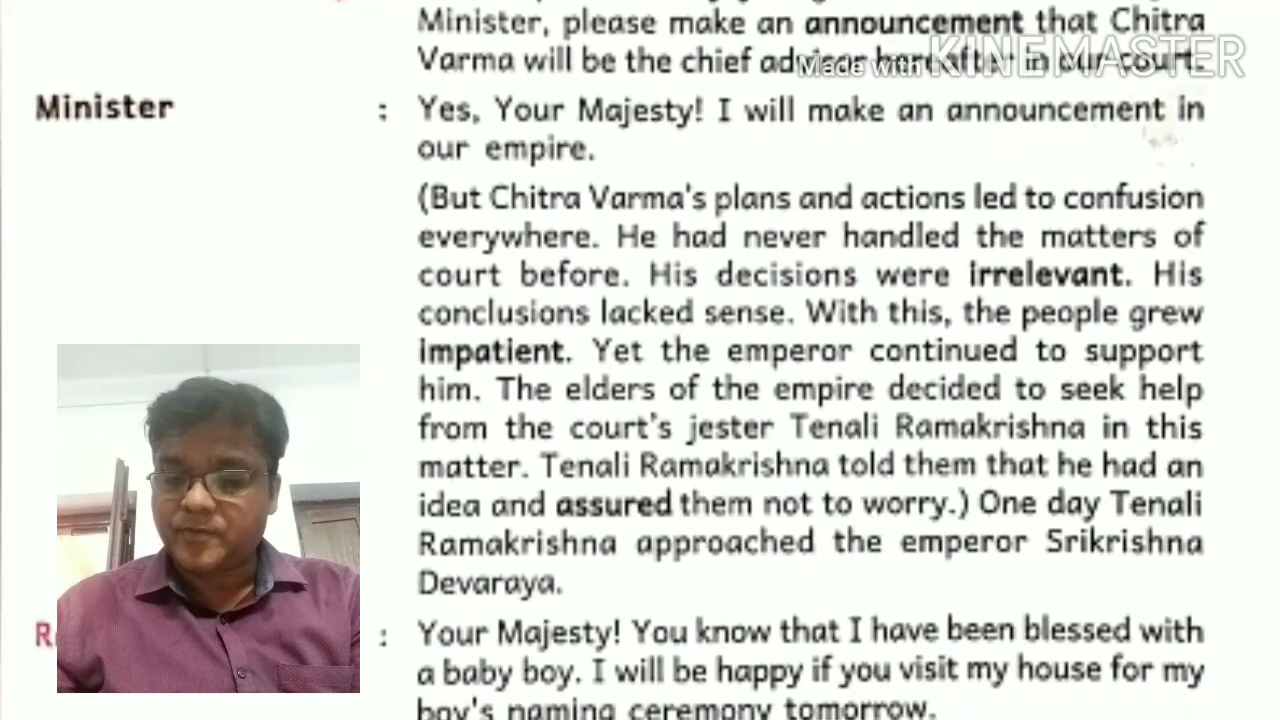 Minister, please make an announcement that Chitra
Varma will be the chief advisor hereafter in our court.
Made with KINEMASTER
Minister : Yes, Your Majesty! I will make an announcement in
our empire.
(But Chitra Varma's plans and actions led to confusion
everywhere. He had never handled the matters of
court before. His decisions were irrelevant. His
conclusions lacked sense. With this, the people grew
impatient. Yet the emperor continued to support
him. The elders of the empire decided to seek help
from the court's jester Tenali Ramakrishna in this
matter. Tenali Ramakrishna told them that he had an
idea and assured them not to worry.) One day Tenali
Ramakrishna approached the emperor Srikrishna
Devaraya.
: Your Majesty! You know that I have been blessed with
a baby boy. I will be happy if you visit my house for my
boy's naming ceremony tomorrow.